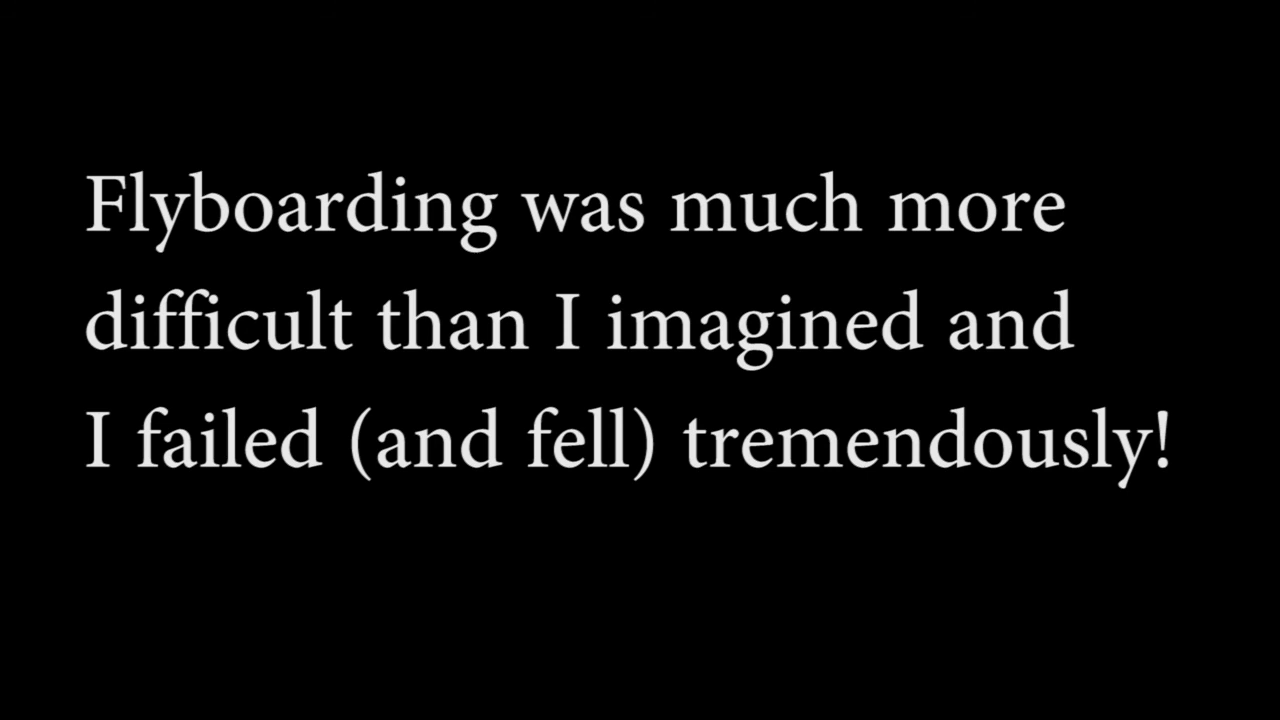 Flyboarding was much more
difficult than I imagined and
I failed (and fell) tremendously!